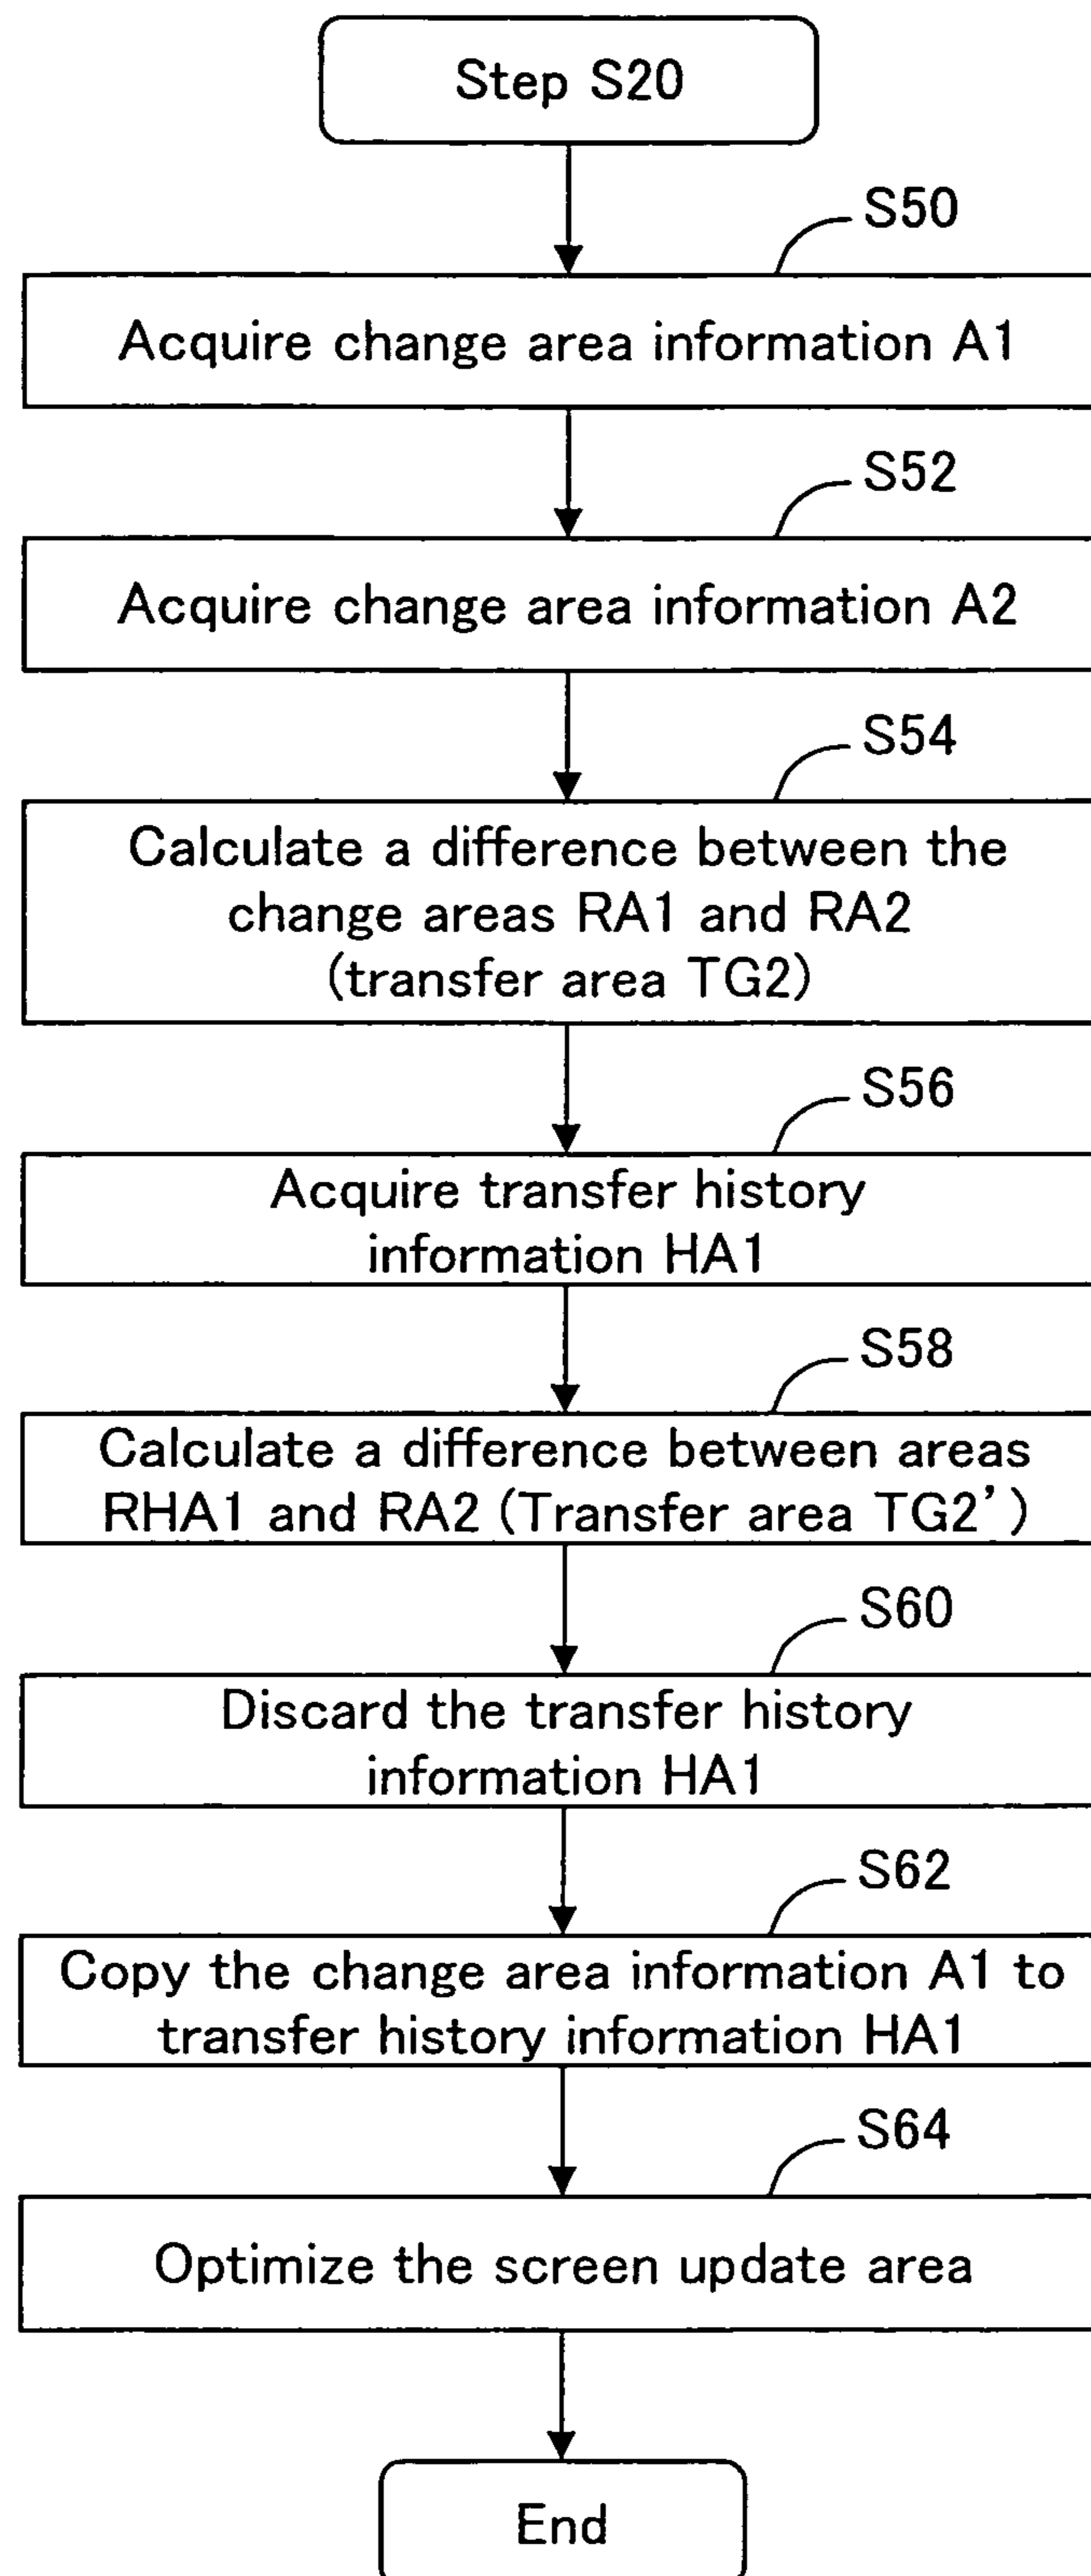 Step S20
S50
Acquire change area information A1
S52
Acquire change area information A2
S54
Calculate a difference between the
change areas RA1 and RA2
(transfer area TG2)
S56
Acquire transfer history
information HA1
S58
Calculate a difference between areas
RHA1 and RA2 (Transfer area TG2’)
S60
Discard the transfer history
information HA1
S62
Copy the change area information A1 to
transfer history information HA1
S64
Optimize the screen update area
End